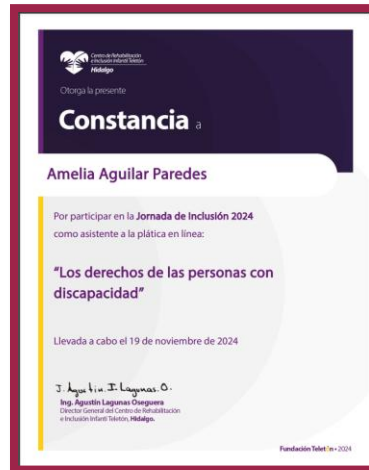 Centro de Rehabilitación
e Inclusión Infantil Teletón
Hidalgo
Otorga la presente
Constancia a
Amelia Aguilar Paredes
Por participar en la Jornada de Inclusión 2024
como asistente a la plática en línea:
“Los derechos de las personas con
discapacidad”
Llevada a cabo el 19 de noviembre de 2024
J. Agustin. I. Lagunas. O.
Ing. Agustín Lagunas Oseguera
Director General del Centro de Rehabilitación
e Inclusión Infantil Teletón, Hidalgo.
Fundación Teletón • 2024